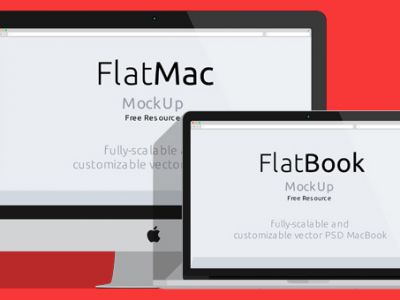 FlatMac
MockUp
Free Resource
fully-scalable a
customizable vector
FlatBook
MockUp
Free Resource
fully-scalable and
customizable vector PSD MacBook